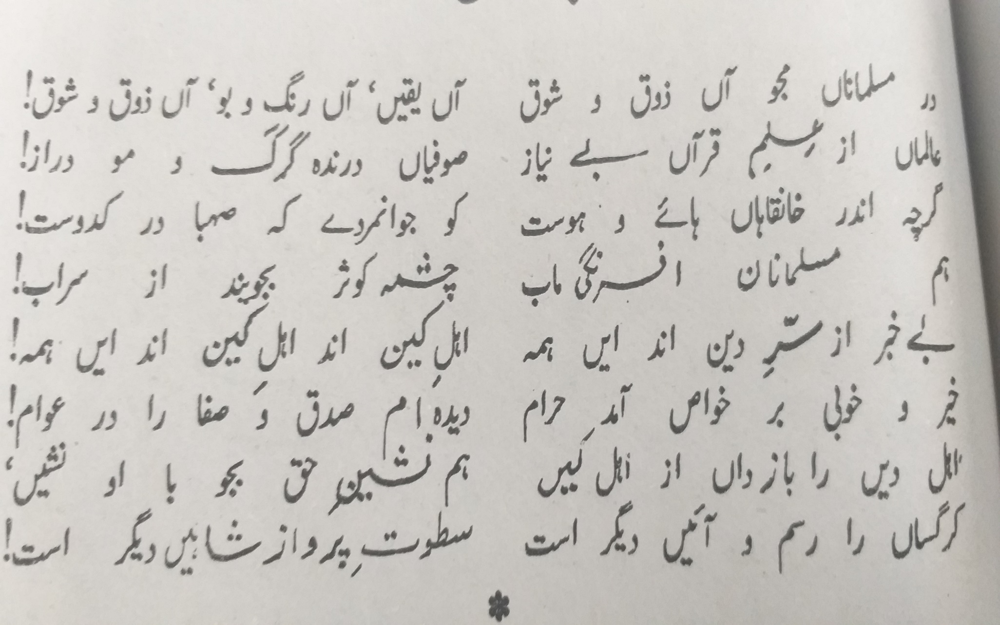 در مسلماناں مجو آں ذوق و شوق آں یقیں، آں رنگ و بو، آں ذوق و شوق!
عالماں از علمِ قرآں بے نیاز صوفیاں درندہ گرگ و مو دراز!
گرچہ اندر خانقاہاں ہائے و ہوست کو جوانمردے کہ صہبا در کدوست!
ہم مسلمانان افرنگی ماب چشمہ کوثر بجویند از سراب!
بے خبر از سّرِ دین اند ایں ہمہ اہلِ کین اند اہلِ کین اند ایں ہمہ!
خیر و خوبی بر خواص آمد حرام دیدہ ام صدق و صفا را در عوام!
اہل دیں را باز داں از اہل کیں ہم نشینِ حق بجو با او نشیں،
کرگساں را رسم و آئیں دیگر است سطوتِ پرواز شاہیں دیگر است!